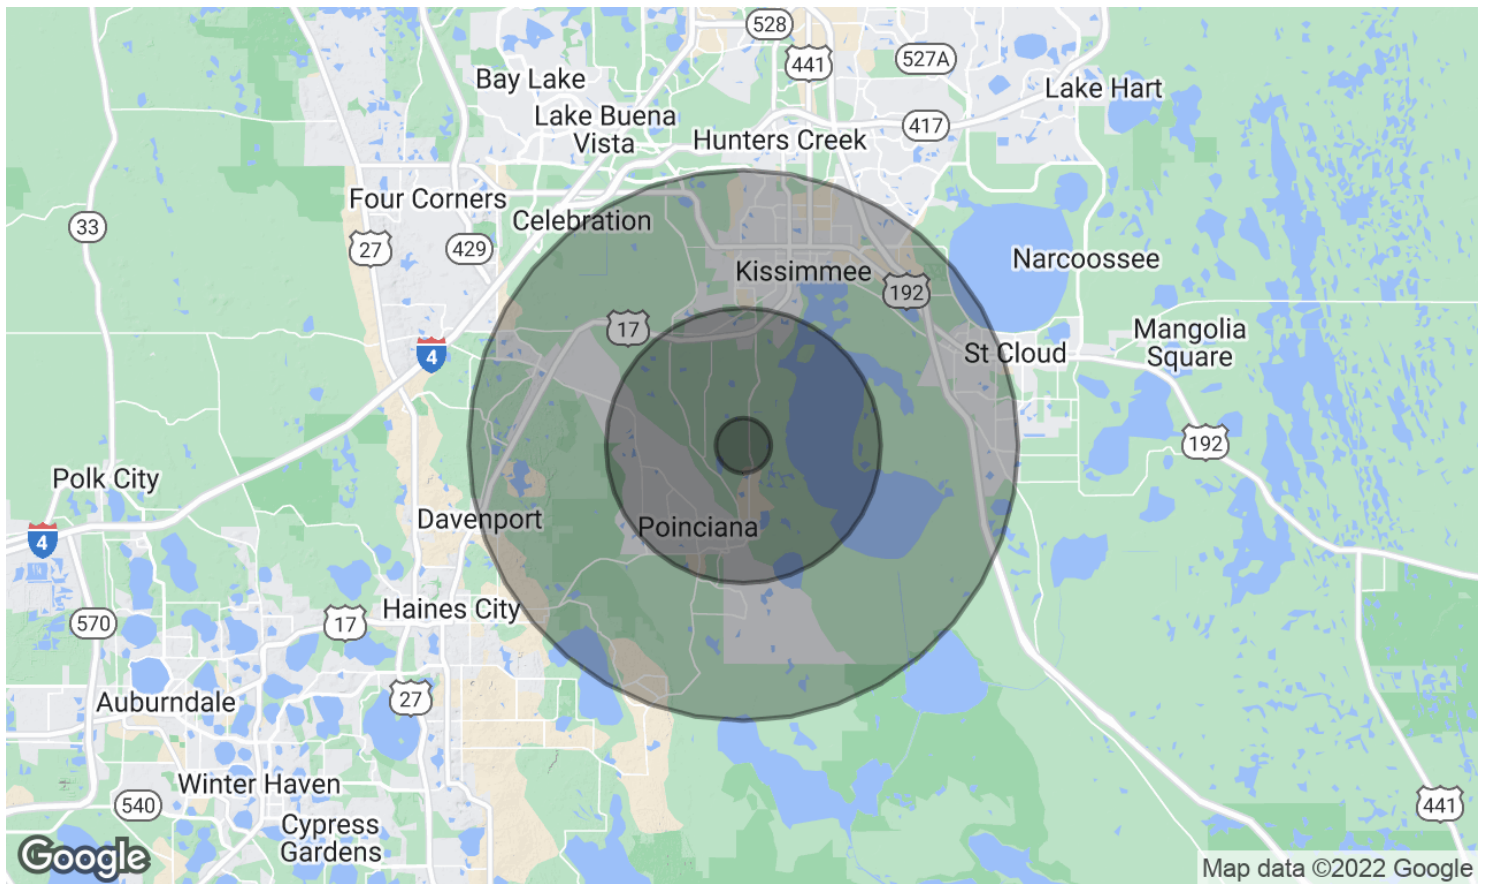 528
441
527A
Bay Lake
Lake Hart
Lake Buena
Vista
417
Hunters Creek
Four Corners
33
Celebration
27
429
Narcoossee
Kissimmee
192
17
Mangolia
Square
4
St Cloud
192
Polk City
Davenport
Poinciana
4
Haines City
570
17
27
Auburndale
Winter Haven
540
441
Cypress
Gardens
Google
Map data ©2022 Google